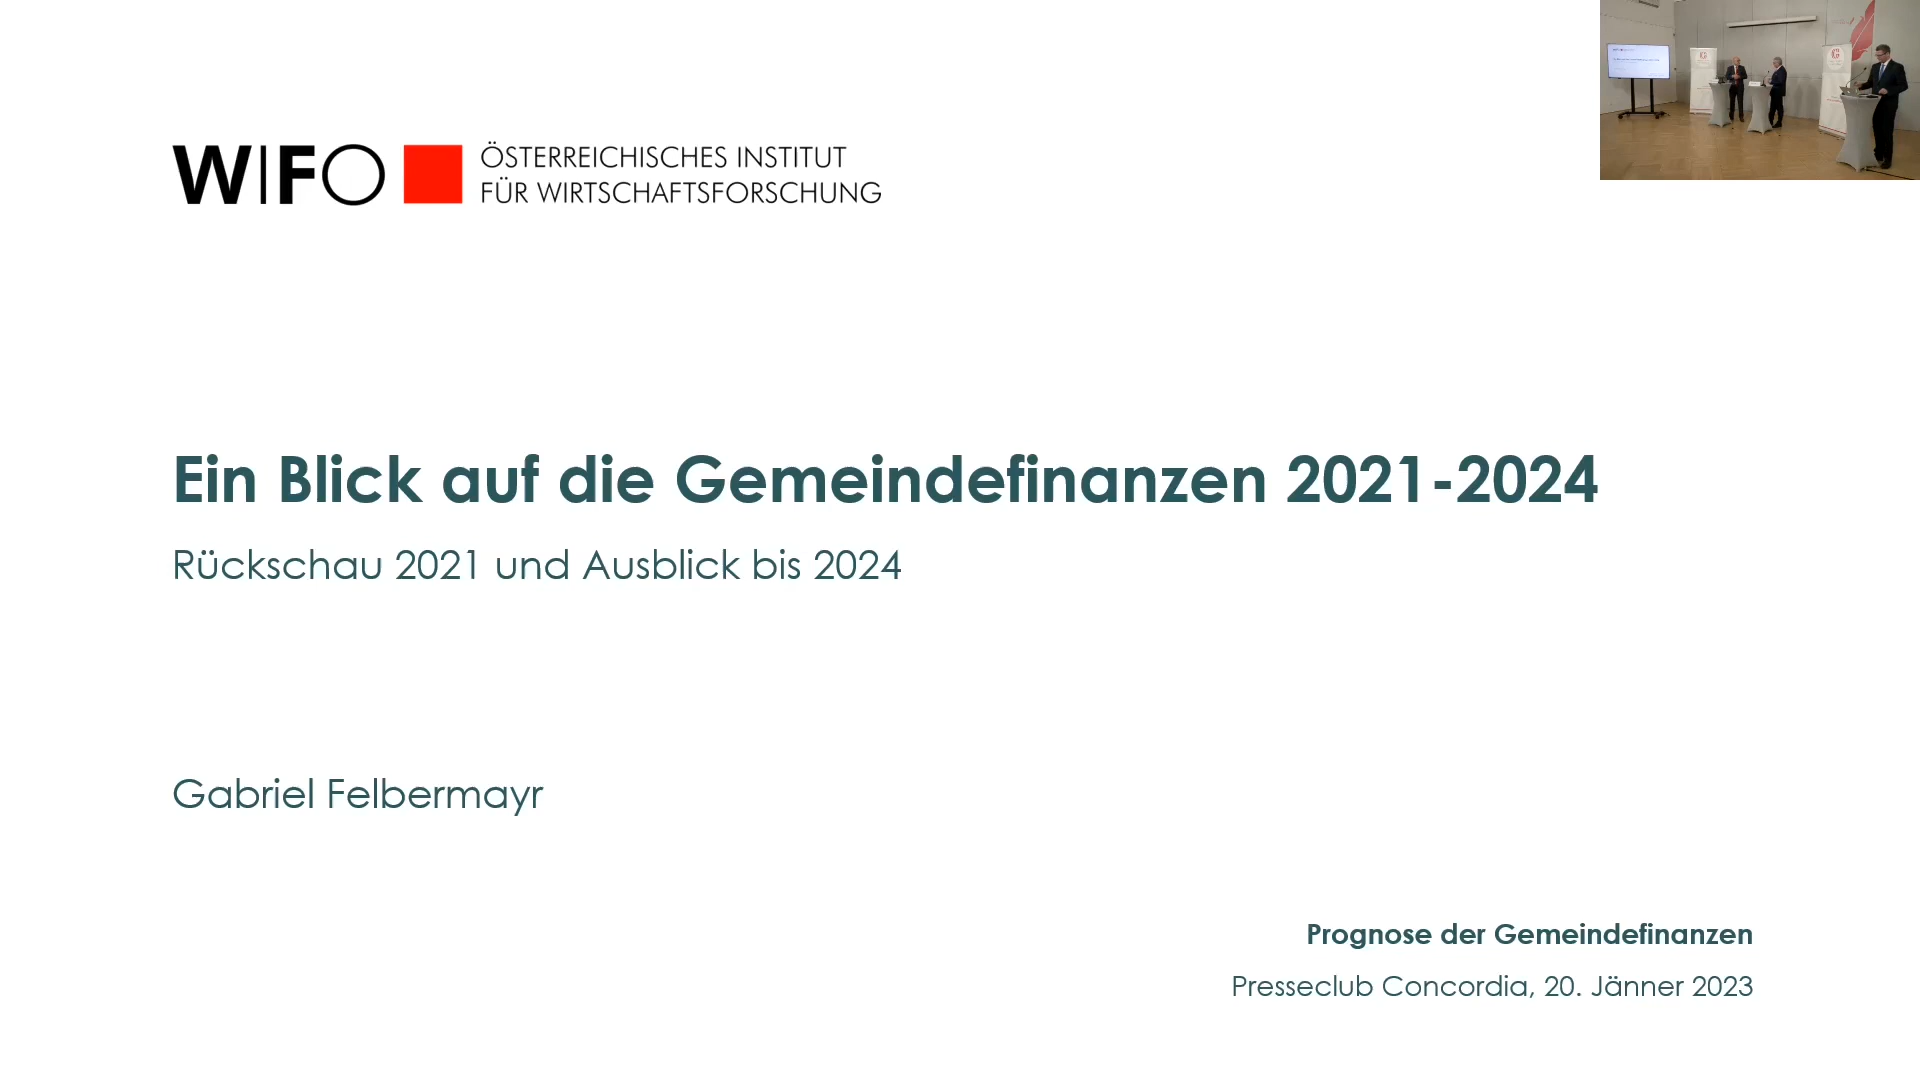 WIFO
ÖSTERREICHISCHES INSTITUT
FÜR WIRTSCHAFTSFORSCHUNG
Ein Blick auf die Gemeindefinanzen 2021-2024
Rückschau 2021 und Ausblick bis 2024
Gabriel Felbermayr
Prognose der Gemeindefinanzen
Presseclub Concordia, 20. Jänner 2023